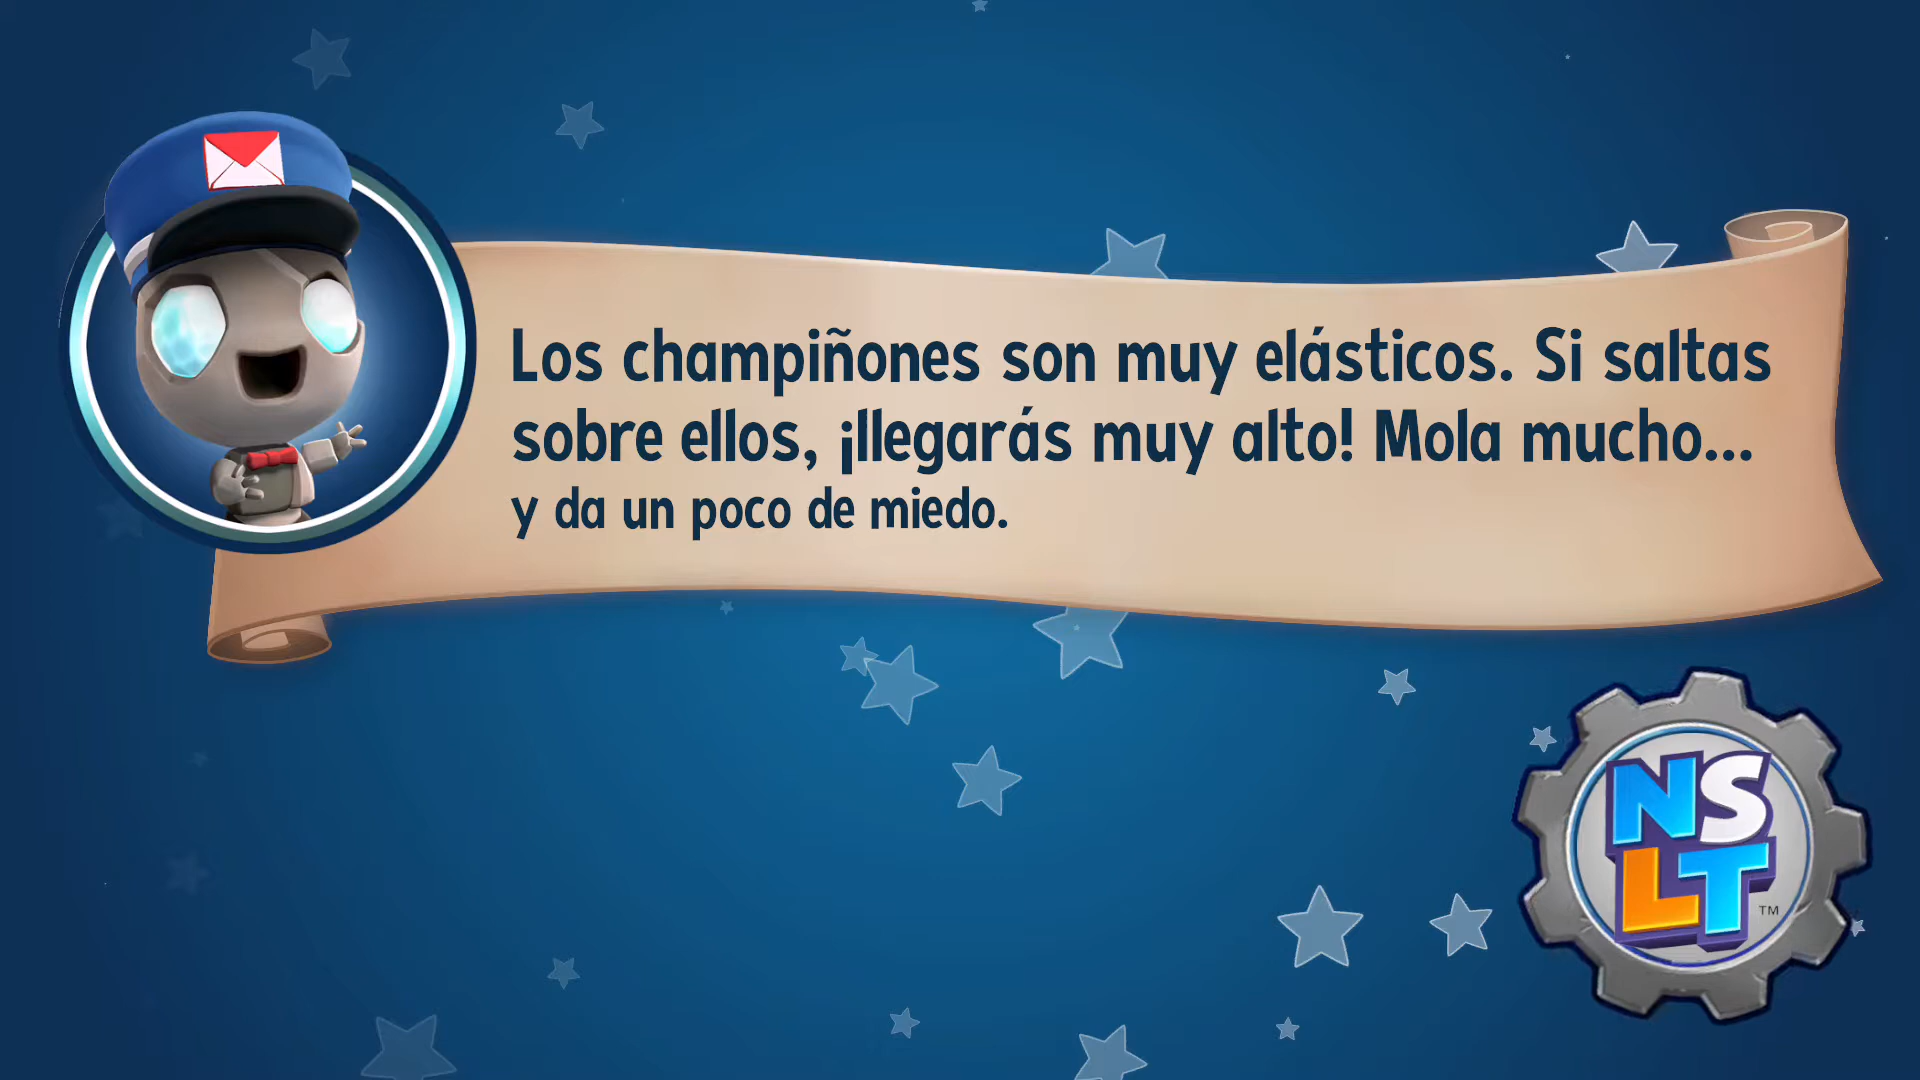 Los champiñones son muy elásticos. Si saltas
sobre ellos, ¡llegarás muy alto! Mola mucho...
y da un poco de miedo.
NS
LT
TM